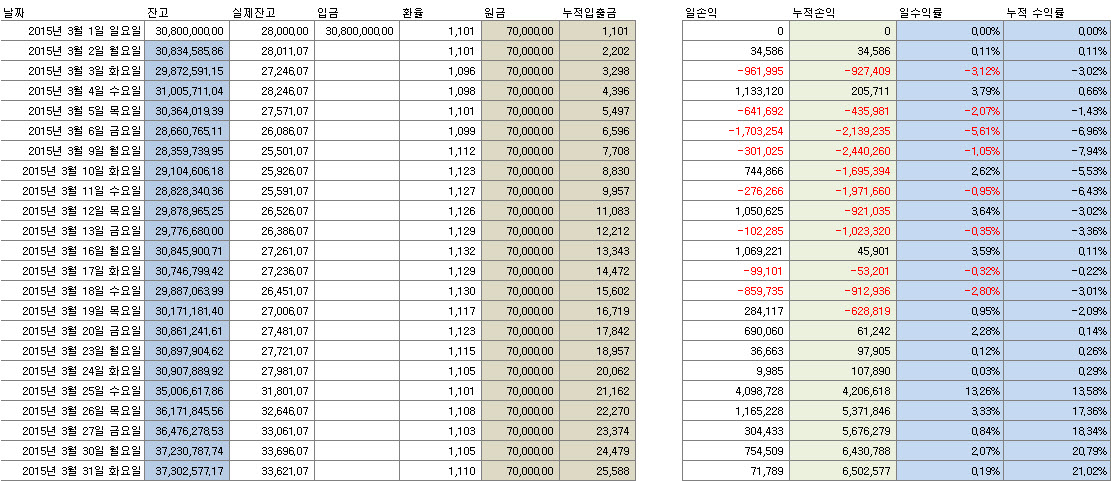 날짜 잔고 실제잔고 입금 환율 원금 누적입출금 일손익 누적손익 일수익률 누적 수익률
2015년 3월 1일 일요일 30,800,000,00 28,000,00 30,800,000,00 1,101 70,000,00 1,101 0 0 0,00% 0,00%
2015년 3월 2일 월요일 30,834,585,86 28,011,07 1,101 70,000,00 2,202 34,586 34,586 0,11% 0,11%
2015년 3월 3일 화요일 29,872,591,15 27,246,07 1,096 70,000,00 3,298 -961,995 -927,409 -3,12% -3,02%
2015년 3월 4일 수요일 31,005,711,04 28,246,07 1,098 70,000,00 4,396 1,133,120 205,711 3,79% 0,66%
2015년 3월 5일 목요일 30,364,019,39 27,571,07 1,101 70,000,00 5,497 -641,692 -435,981 -2,07% -1,43%
2015년 3월 6일 금요일 28,660,765,11 26,086,07 1,099 70,000,00 6,596 -1,703,254 -2,139,235 -5,61% -6,96%
2015년 3월 9일 월요일 28,359,739,95 25,501,07 1,112 70,000,00 7,708 -301,025 -2,440,260 -1,05% -7,94%
2015년 3월 10일 화요일 29,104,606,18 25,926,07 1,123 70,000,00 8,830 744,866 -1,695,394 2,62% -5,53%
2015년 3월 11일 수요일 28,828,340,36 25,591,07 1,127 70,000,00 9,957 -276,266 -1,971,660 -0,95% -6,43%
2015년 3월 12일 목요일 29,878,965,25 26,526,07 1,126 70,000,00 11,083 1,050,625 -921,035 3,64% -3,02%
2015년 3월 13일 금요일 29,776,680,00 26,386,07 1,129 70,000,00 12,212 -102,285 -1,023,320 -0,35% -3,36%
2015년 3월 16일 월요일 30,845,900,71 27,261,07 1,132 70,000,00 13,343 1,069,221 45,901 3,59% 0,11%
2015년 3월 17일 화요일 30,746,799,42 27,236,07 1,129 70,000,00 14,472 -99,101 -53,201 -0,32% -0,22%
2015년 3월 18일 수요일 29,887,063,99 26,451,07 1,130 70,000,00 15,602 -859,735 -912,936 -2,80% -3,01%
2015년 3월 19일 목요일 30,171,181,40 27,006,07 1,117 70,000,00 16,719 284,117 -628,819 0,95% -2,09%
2015년 3월 20일 금요일 30,861,241,61 27,481,07 1,123 70,000,00 17,842 690,060 61,242 2,28% 0,14%
2015년 3월 23일 월요일 30,897,904,62 27,721,07 1,115 70,000,00 18,957 36,663 97,905 0,12% 0,26%
2015년 3월 24일 화요일 30,907,889,92 27,981,07 1,105 70,000,00 20,062 9,985 107,890 0,03% 0,29%
2015년 3월 25일 수요일 35,006,617,86 31,801,07 1,101 70,000,00 21,162 4,098,728 4,206,618 13,26% 13,58%
2015년 3월 26일 목요일 36,171,845,56 32,646,07 1,108 70,000,00 22,270 1,165,228 5,371,846 3,33% 17,36%
2015년 3월 27일 금요일 36,476,278,53 33,061,07 1,103 70,000,00 23,374 304,433 5,676,279 0,84% 18,34%
2015년 3월 30일 월요일 37,230,787,74 33,696,07 1,105 70,000,00 24,479 754,509 6,430,788 2,07% 20,79%
2015년 3월 31일 화요일 37,302,577,17 33,621,07 1,110 70,000,00 25,588 71,789 6,502,577 0,19% 21,02%